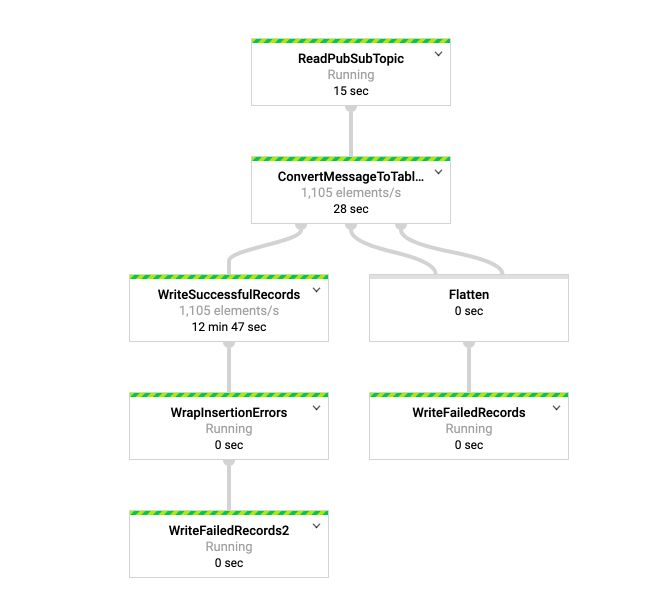 ReadPubSubTopic
Running
15 sec
ConvertMessageToTabl...
1,105 elements/s
28 sec
WriteSuccessfulRecords
1,105 elements/s
12 min 47 sec
Flatten
0 sec
WrapInsertionErrors
Running
0 sec
WriteFailedRecords
Running
0 sec
WriteFailedRecords2
Running
0 sec